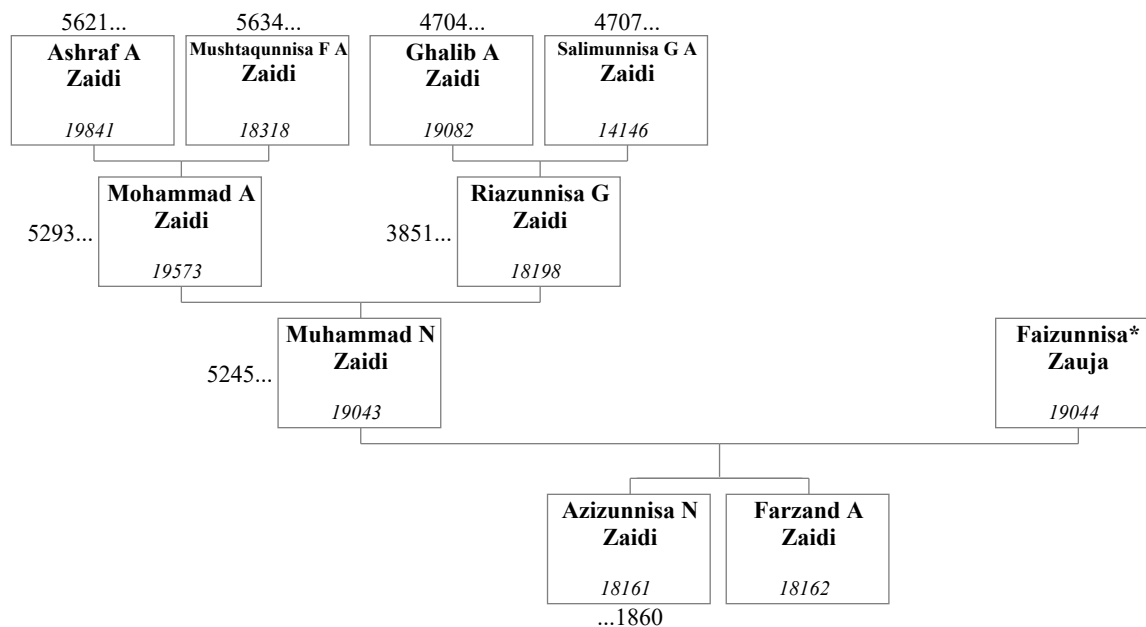 5621... 5634... 4704... 4707...
Ashraf A Mushtaqunnisa F A Ghalib A Salimunnisa G A
Zaidi Zaidi Zaidi Zaidi
19841 18318 19082 14146
Mohammad A Riazunnisa G
Zaidi Zaidi
5293... 3851...
19573 18198
Muhammad N Faizunnisa*
Zaidi Zauja
5245...
19043 19044
Azizunnisa N Farzand A
Zaidi Zaidi
18161 18162
...1860